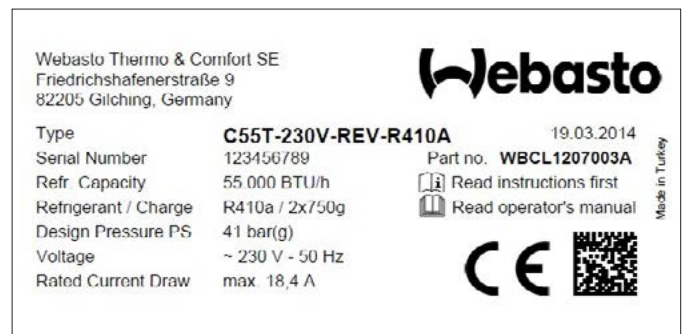 Webasto Thermo & Comfort SE
Friedrichshafenerstraße 9
82205 Gilching, Germany
Webasto
Type C55T-230V-REV-R410A 19.03.2014
Serial Number 123456789 Part no. WBCL1207003A
Refr. Capacity 55.000 BTU/h Read instructions first
Refrigerant / Charge R410a / 2x750g Read operator's manual
Design Pressure PS 41 bar(g)
Voltage ~ 230 V - 50 Hz
Rated Current Draw max. 18,4 A
Made in Turkey
CE